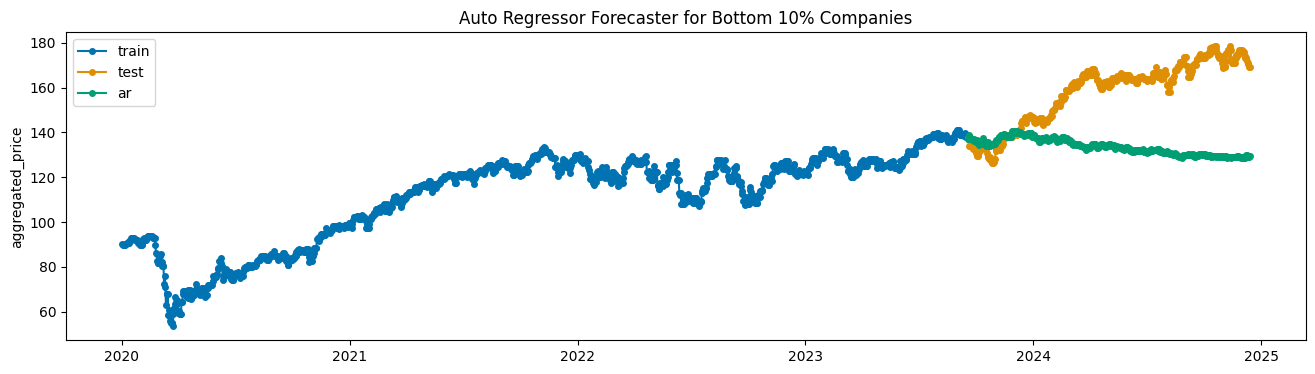 Auto Regressor Forecaster for Bottom 10% Companies
train
test
ar
aggregated_price
180
160
140
120
100
80
60
2020
2021
2022
2023
2024
2025